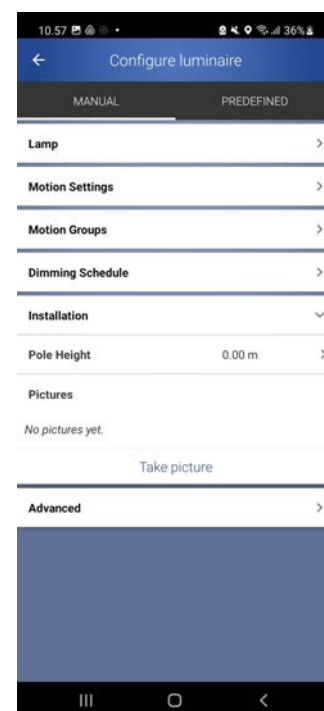 10.57 36%
Configure luminaire
MANUAL PREDEFINED
Lamp
Motion Settings
Motion Groups
Dimming Schedule
Installation
Pole Height 0.00 m
Pictures
No pictures yet.
Take picture
Advanced